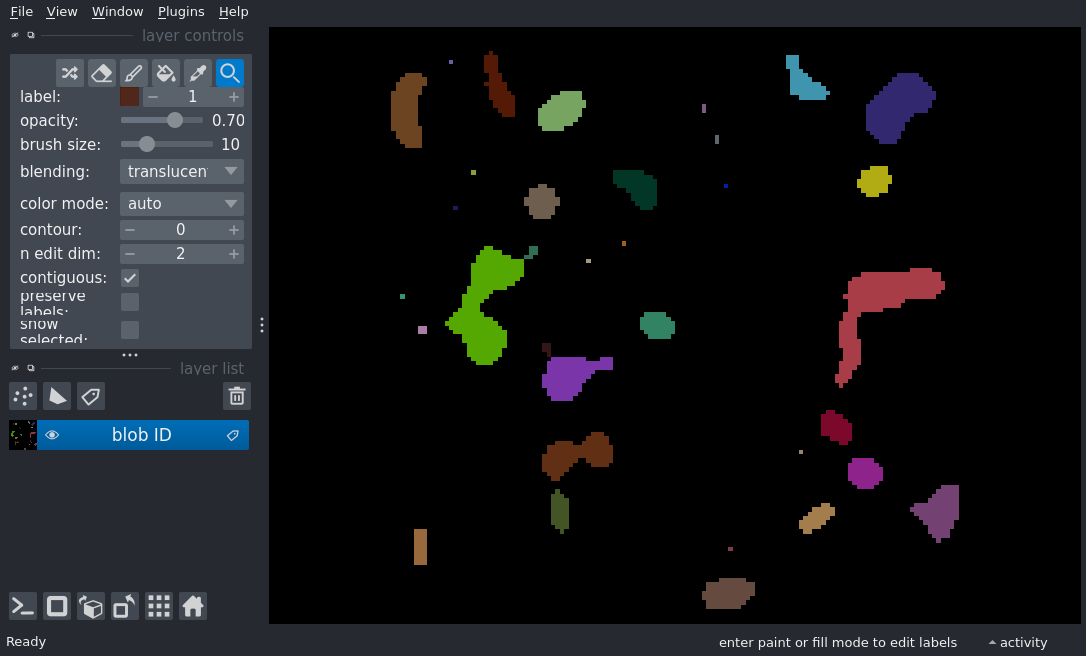 File View Window Plugins Help
layer controls
label: 1
opacity: 0.70
brush size: 10
blending: translucen
color mode: auto
contour: 0
n edit dim: 2
contiguous:
preserve
labels:
show
selected:
layer list
blob ID
Ready
enter paint or fill mode to edit labels
activity